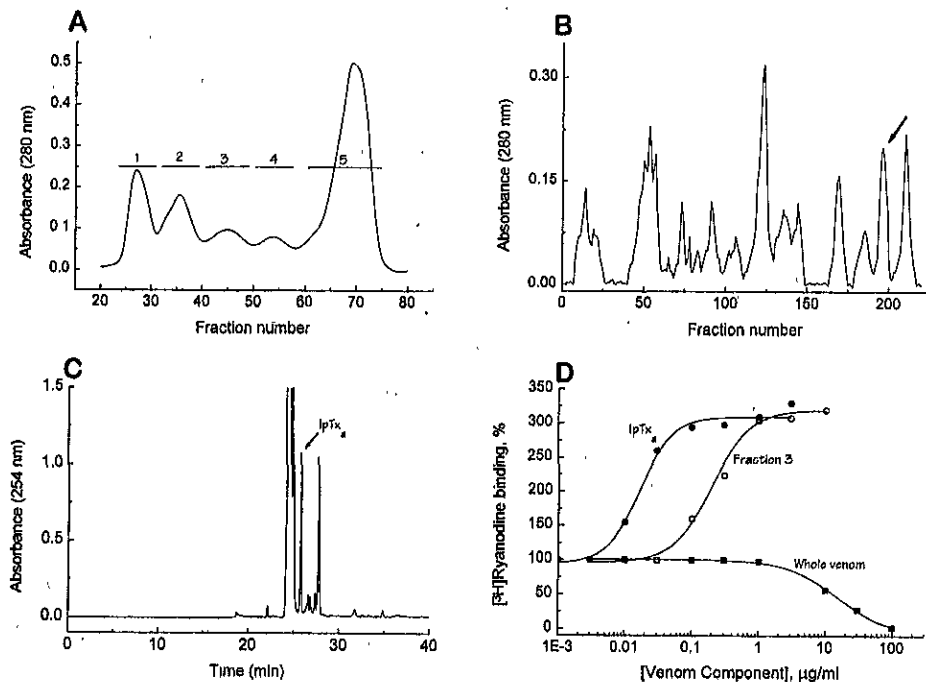 A
Absorbance (280 nm)
0.5
0.4
0.3
0.2
0.1
0.0
1 2 3 4 5
20 30 40 50 60 70 80
Fraction number
B
Absorbance (280 nm)
0.30
0.15
0.00
0 50 100 150 200
Fraction number
C
Absorbance (254 nm)
1.5
1.0
0.5
0.0
IpTxa
0 10 20 30 40
Time (min)
D
[³H]Ryanodine binding, %
350
300
250
200
150
100
50
0
IpTxa
Fraction 3
Whole venom
1E-3 0.01 0.1 1 10 100
[Venom Component], µg/ml